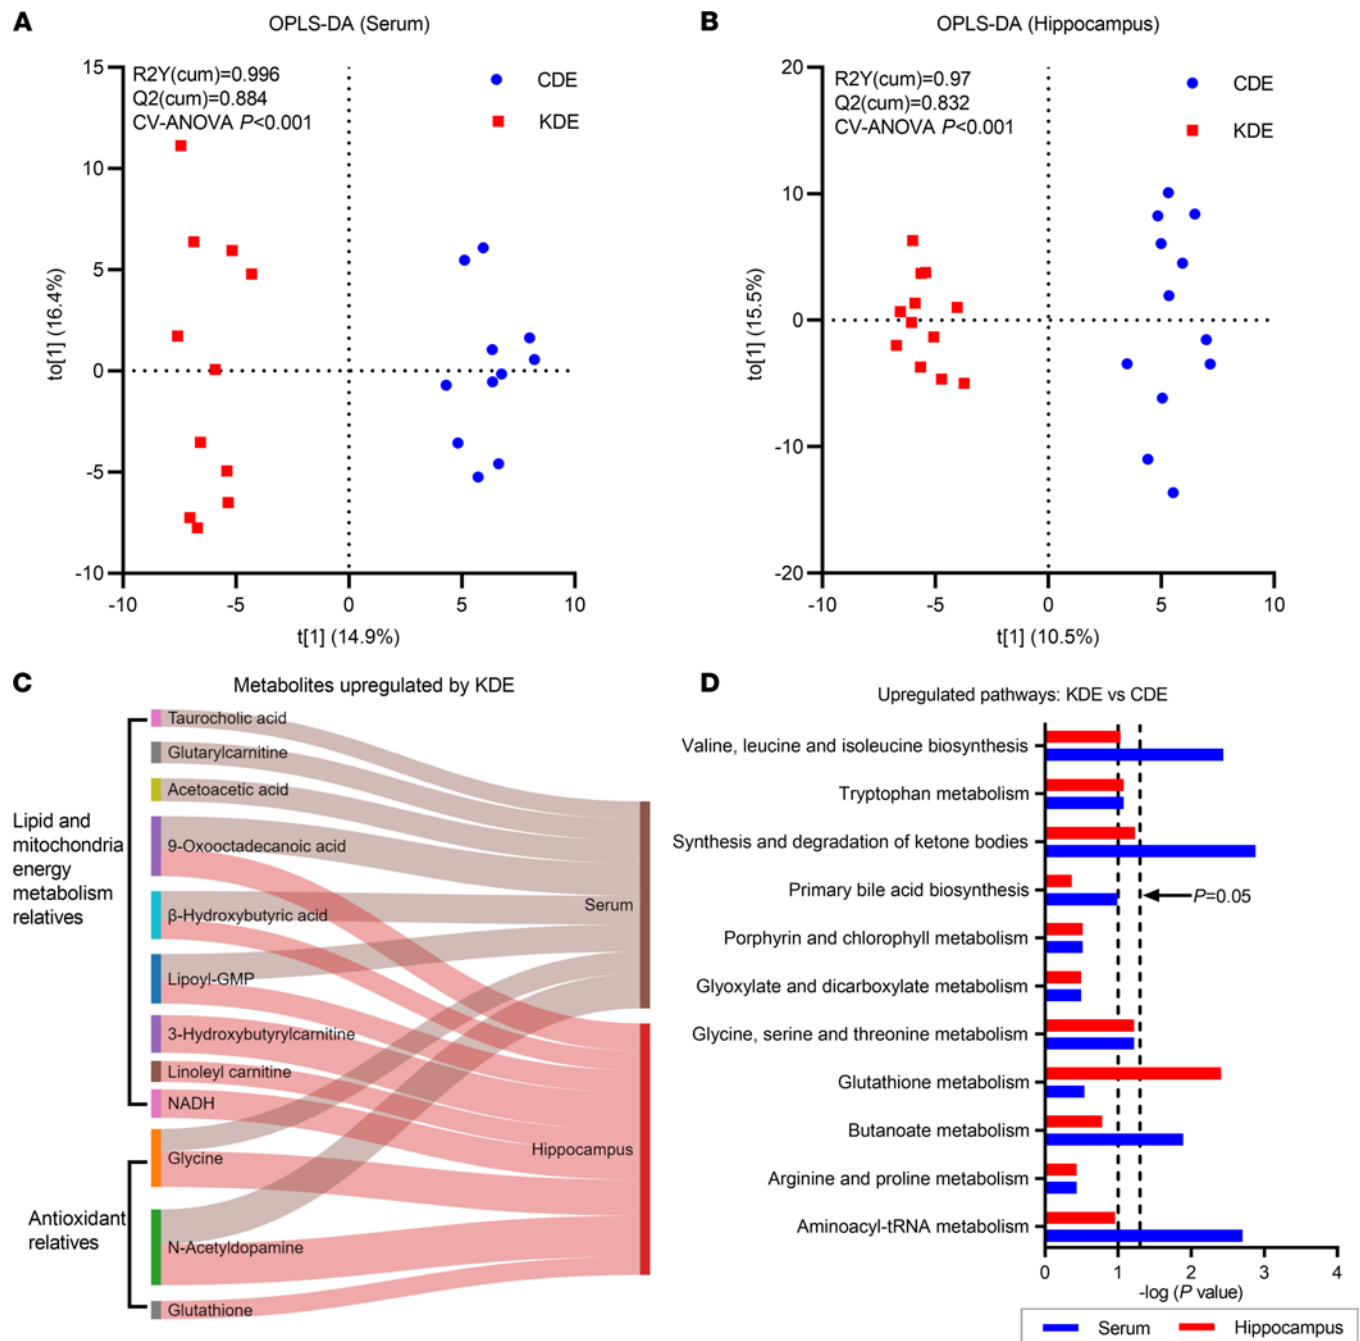 A
OPLS-DA (Serum)
R2Y(cum)=0.996
Q2(cum)=0.884
CV-ANOVA P<0.001
CDE
KDE
15
10
5
0
-5
-10
to[1] (16.4%)
-10
-5
0
5
10
t[1] (14.9%)
B
OPLS-DA (Hippocampus)
R2Y(cum)=0.97
Q2(cum)=0.832
CV-ANOVA P<0.001
CDE
KDE
20
10
0
-10
-20
to[1] (15.5%)
-10
-5
0
5
10
t[1] (10.5%)
C
Metabolites upregulated by KDE
Lipid and
mitochondria
energy
metabolism
relatives
Antioxidant
relatives
Taurocholic acid
Glutarylcarnitine
Acetoacetic acid
9-Oxooctadecanoic acid
β-Hydroxybutyric acid
Lipoyl-GMP
3-Hydroxybutyrylcarnitine
Linoleyl carnitine
NADH
Glycine
N-Acetyldopamine
Glutathione
Serum
Hippocampus
D
Upregulated pathways: KDE vs CDE
Valine, leucine and isoleucine biosynthesis
Tryptophan metabolism
Synthesis and degradation of ketone bodies
Primary bile acid biosynthesis
Porphyrin and chlorophyll metabolism
Glyoxylate and dicarboxylate metabolism
Glycine, serine and threonine metabolism
Glutathione metabolism
Butanoate metabolism
Arginine and proline metabolism
Aminoacyl-tRNA metabolism
P=0.05
0
1
2
3
4
-log (P value)
Serum
Hippocampus